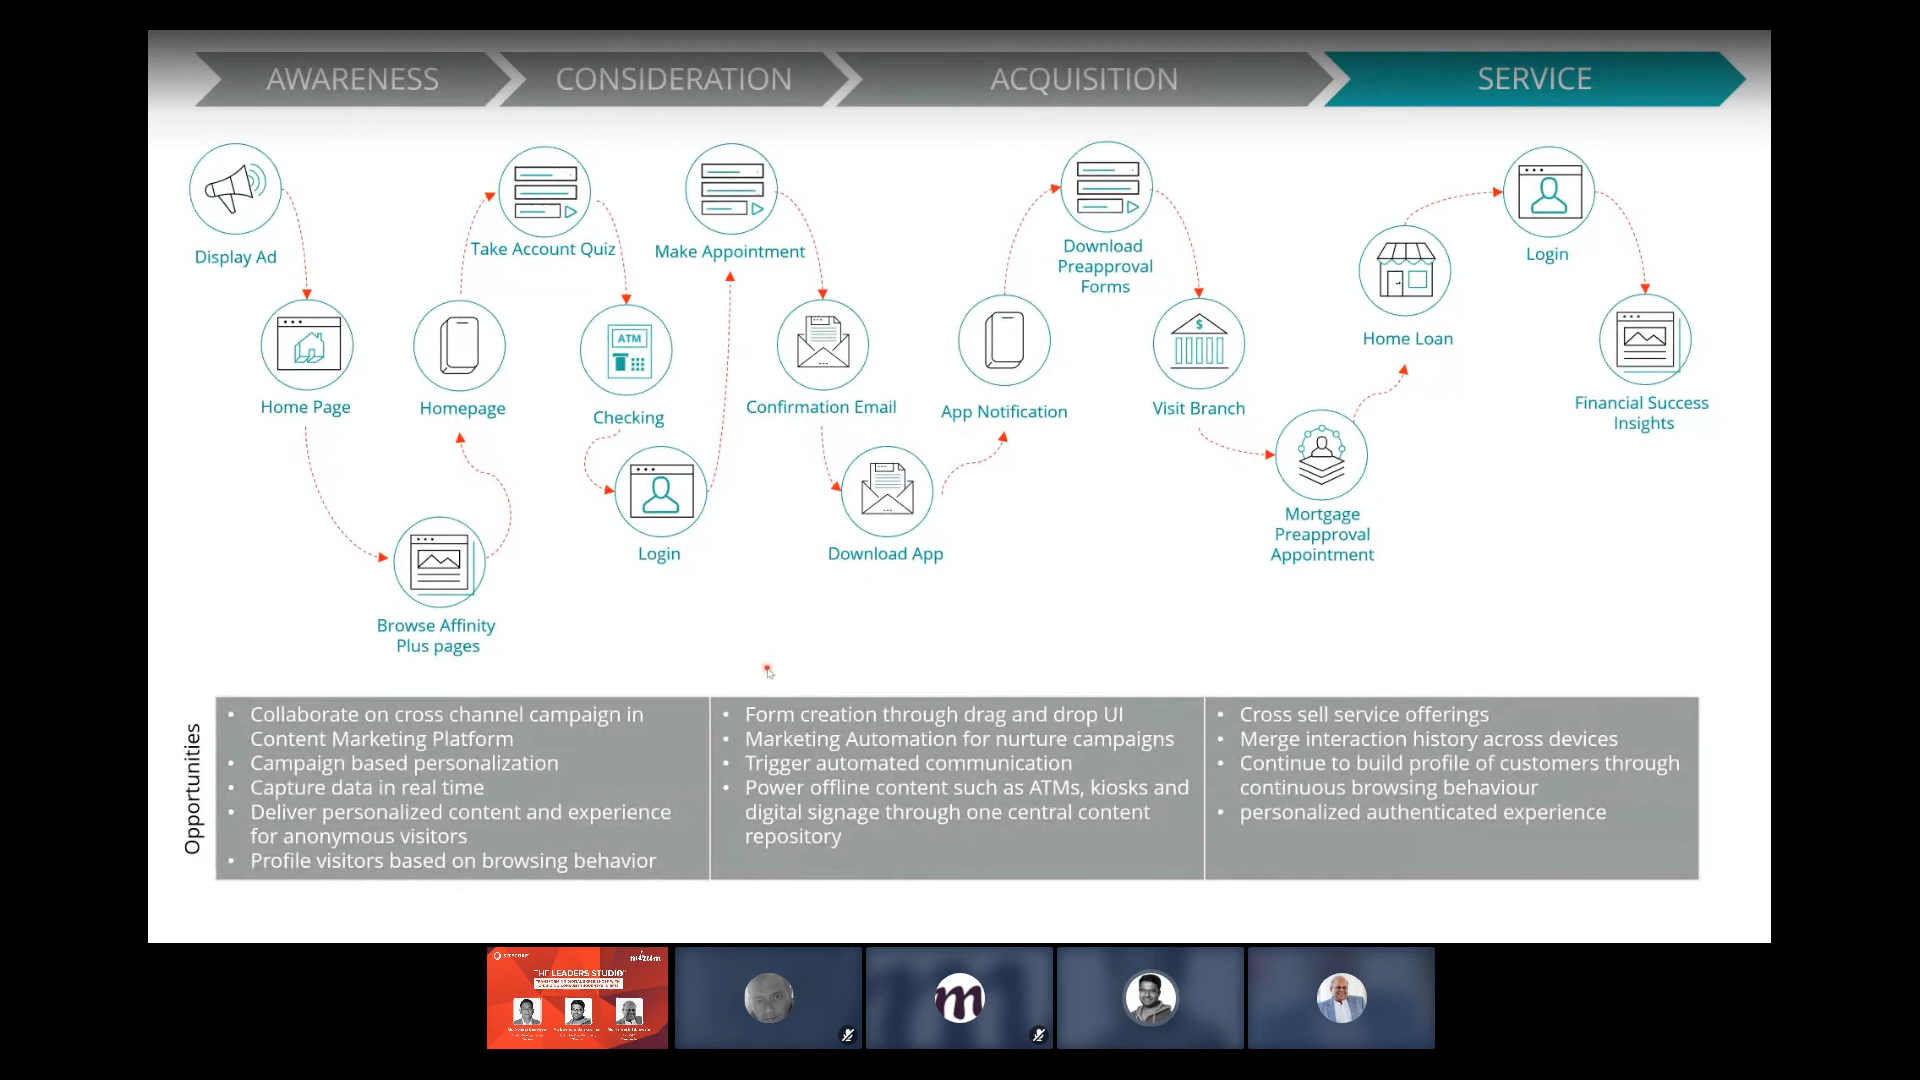 AWARENESS
CONSIDERATION
ACQUISITION
SERVICE
Display Ad
Home Page
Browse Affinity
Plus pages
Homepage
Take Account Quiz
ATM
Checking
Login
Make Appointment
Confirmation Email
Download App
App Notification
Download
Preapproval
Forms
$
Visit Branch
Mortgage
Preapproval
Appointment
Home Loan
Login
Financial Success
Insights
Opportunities
• Collaborate on cross channel campaign in
Content Marketing Platform
• Campaign based personalization
• Capture data in real time
• Deliver personalized content and experience
for anonymous visitors
• Profile visitors based on browsing behavior
• Form creation through drag and drop UI
• Marketing Automation for nurture campaigns
• Trigger automated communication
• Power offline content such as ATMs, kiosks and
digital signage through one central content
repository
• Cross sell service offerings
• Merge interaction history across devices
• Continue to build profile of customers through
continuous browsing behaviour
• personalized authenticated experience
THE LEADERS STUDIO
m